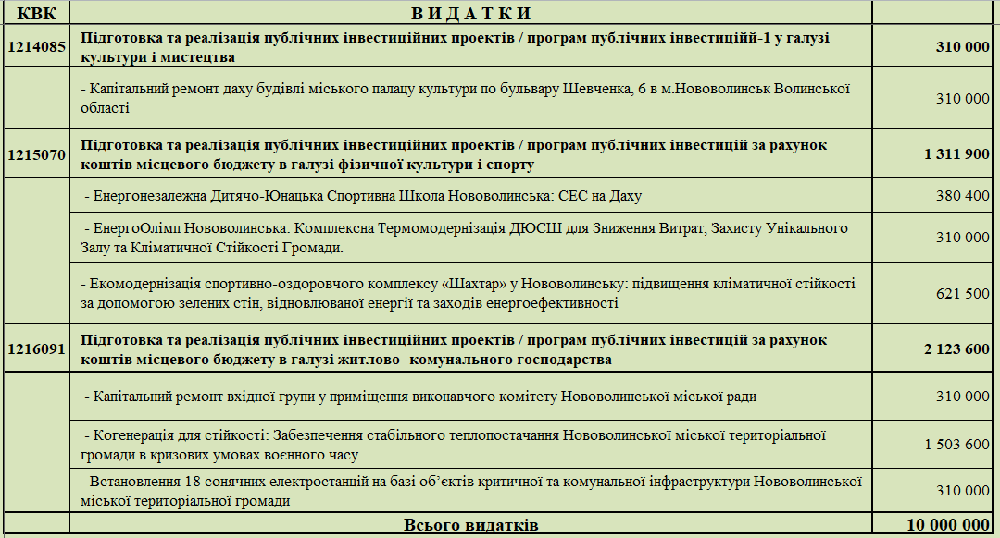 КВК В И Д А Т К И
1214085 Підготовка та реалізація публічних інвестиційних проектів / програм публічних інвестиційй-1 у галузі
культури і мистецтва 310 000
- Капітальний ремонт даху будівлі міського палацу культури по бульвару Шевченка, 6 в м.Нововолинськ Волинської
області 310 000
1215070 Підготовка та реалізація публічних інвестиційних проектів / програм публічних інвестицій за рахунок
коштів місцевого бюджету в галузі фізичної культури і спорту 1 311 900
- Енергонезалежна Дитячо-Юнацька Спортивна Школа Нововолинська: СЕС на Даху 380 400
- ЕнергоОлімп Нововолинська: Комплексна Термомодернізація ДЮСШ для Зниження Витрат, Захисту Унікального
Залу та Кліматичної Стійкості Громади. 310 000
- Екомодернізація спортивно-оздоровчого комплексу «Шахтар» у Нововолинську: підвищення кліматичної стійкості
за допомогою зелених стін, відновлюваної енергії та заходів енергоефективності 621 500
1216091 Підготовка та реалізація публічних інвестиційних проектів / програм публічних інвестицій за рахунок
коштів місцевого бюджету в галузі житлово- комунального господарства 2 123 600
- Капітальний ремонт вхідної групи у приміщення виконавчого комітету Нововолинської міської ради 310 000
- Когенерація для стійкості: Забезпечення стабільного теплопостачання Нововолинської міської територіальної
громади в кризових умовах воєнного часу 1 503 600
- Встановлення 18 сонячних електростанцій на базі об’єктів критичної та комунальної інфраструктури Нововолинської
міської територіальної громади 310 000
Всього видатків 10 000 000